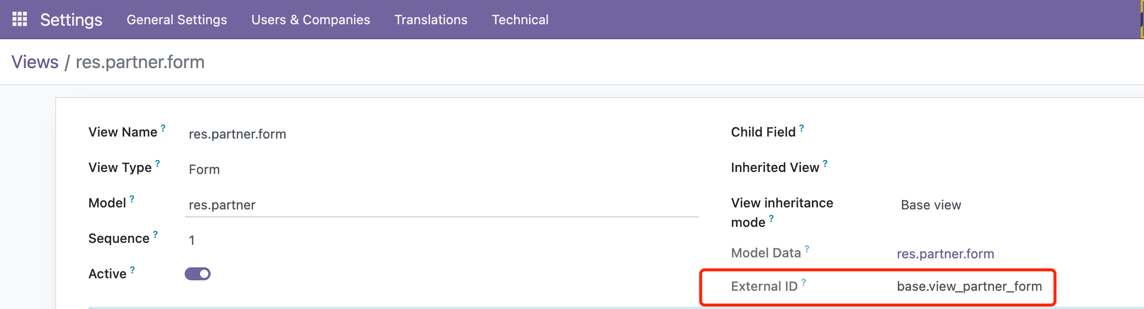 Settings General Settings Users & Companies Translations Technical
Views / res.partner.form
View Name ? res.partner.form
Child Field ?
View Type ? Form
Inherited View ?
Model ? res.partner
View inheritance mode ? Base view
Sequence ? 1
Model Data ? res.partner.form
Active ?
External ID ? base.view_partner_form